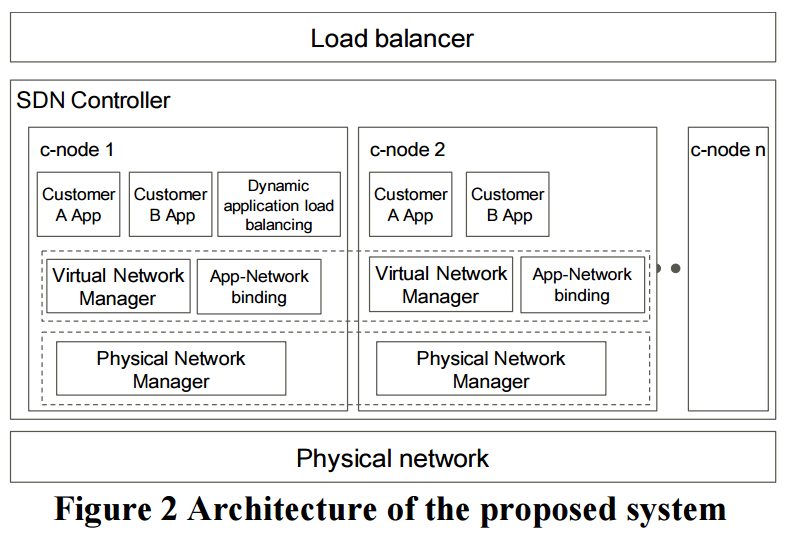 Load balancer
SDN Controller
c-node 1
Customer
A App
Customer
B App
Dynamic
application load
balancing
Virtual Network
Manager
App-Network
binding
Physical Network
Manager
c-node 2
Customer
A App
Customer
B App
Virtual Network
Manager
App-Network
binding
Physical Network
Manager
c-node n
Physical network
Figure 2 Architecture of the proposed system